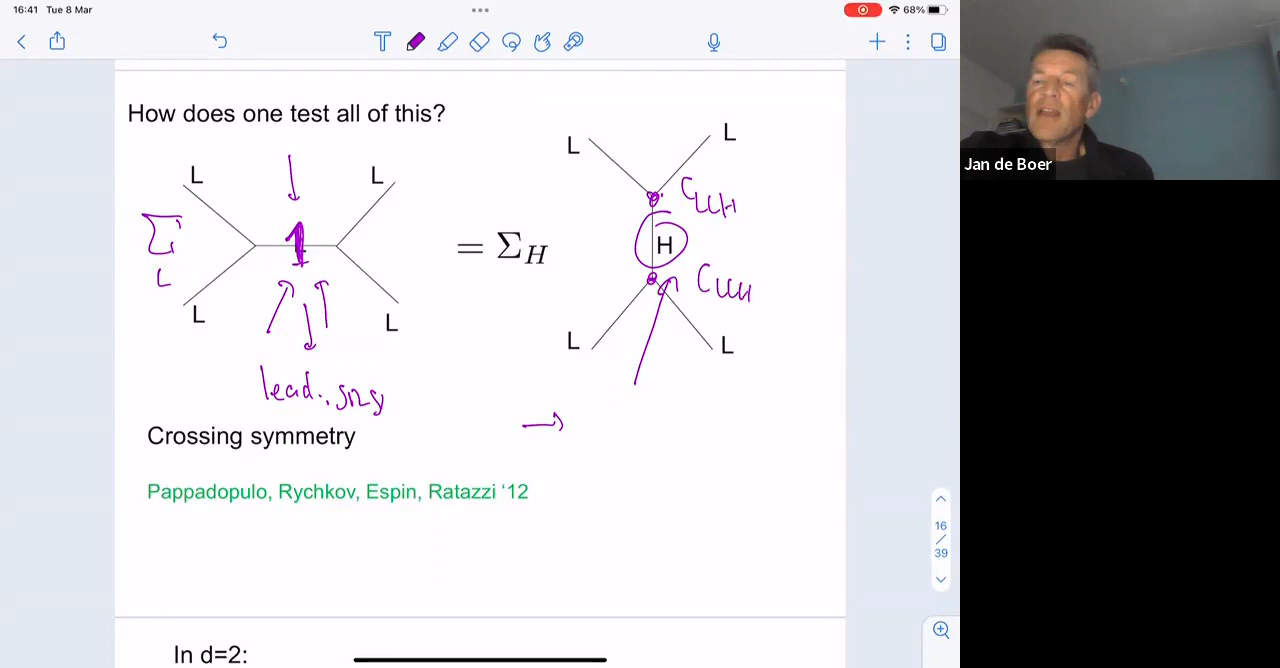 16:41 Tue 8 Mar
68%
How does one test all of this?
L L
Σ
L
1
L L
lead. sing
= Σ_H
L L
C_LLH
H
C_LLH
L L
Crossing symmetry
Pappadopulo, Rychkov, Espin, Ratazzi ‘12
16
39
In d=2:
Jan de Boer